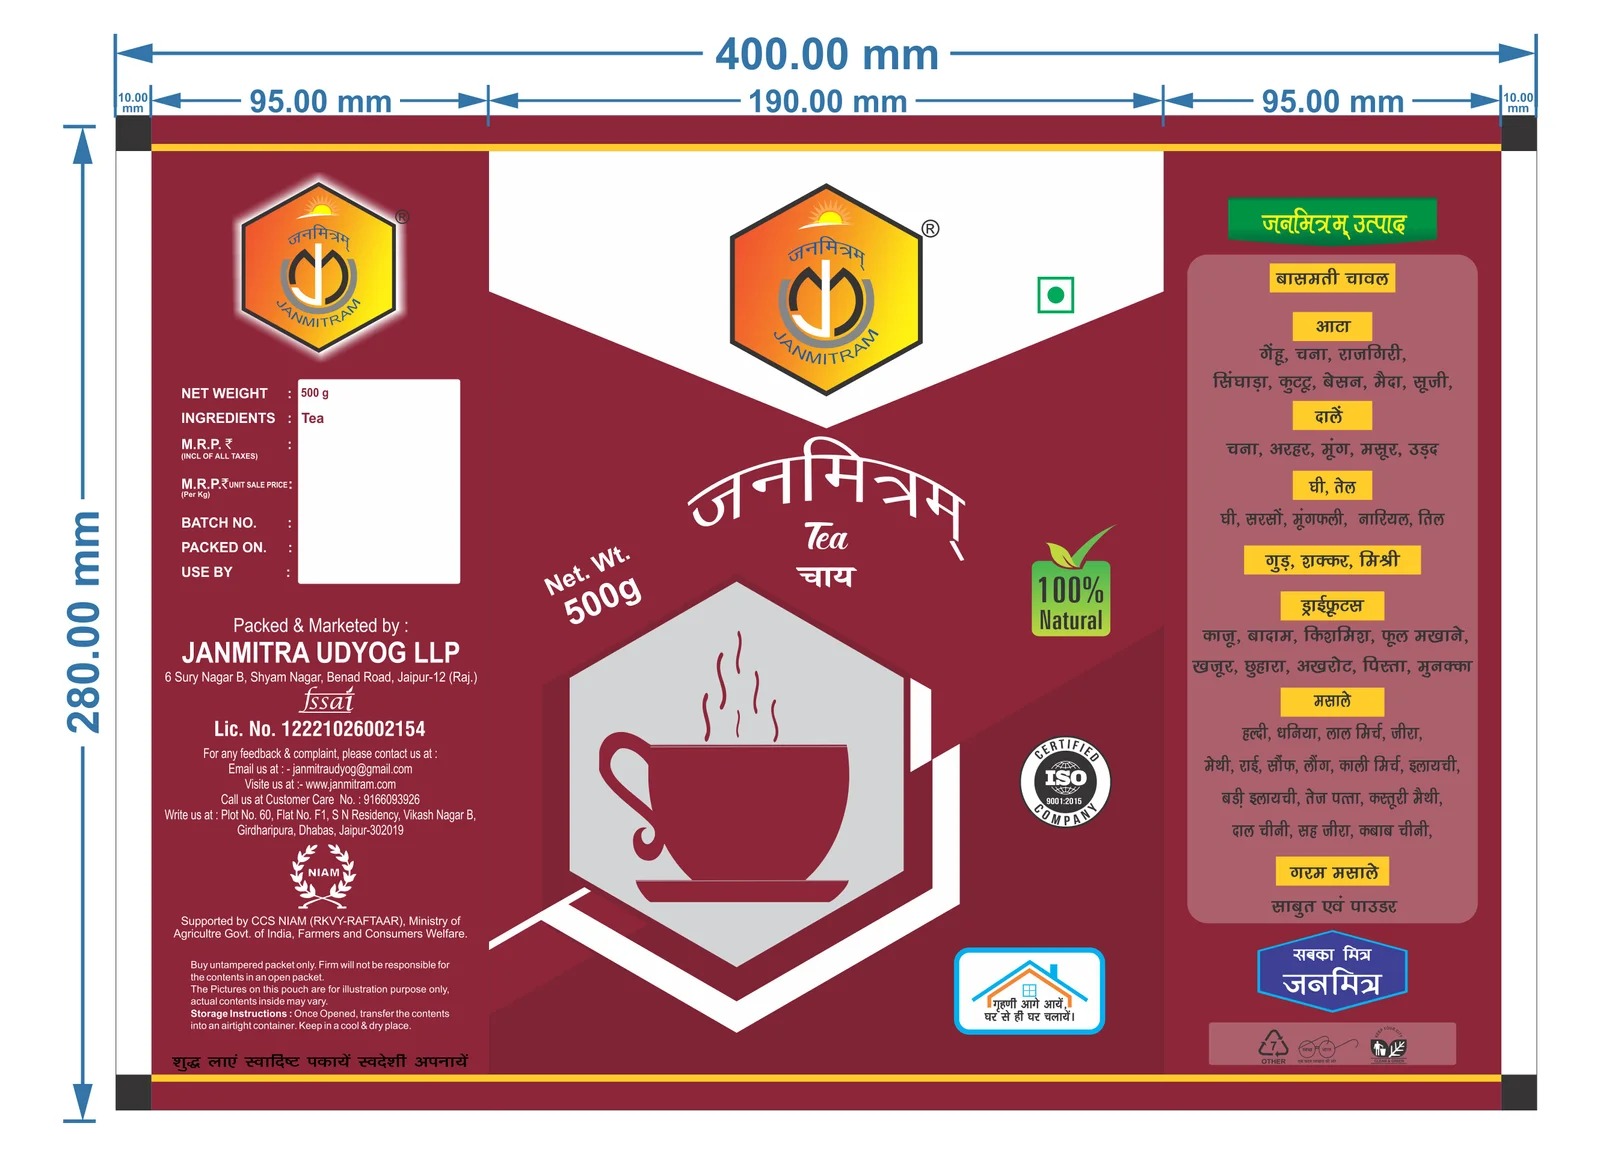 400.00 mm
10.00 mm
95.00 mm
190.00 mm
95.00 mm
10.00 mm
280.00 mm
जनमित्रम्
JANMITRAM
®
NET WEIGHT : 500 g
INGREDIENTS : Tea
M.R.P. ₹ :
(INCL OF ALL TAXES)
M.R.P.₹ UNIT SALE PRICE :
(Per Kg)
BATCH NO. :
PACKED ON. :
USE BY :
Packed & Marketed by :
JANMITRA UDYOG LLP
6 Sury Nagar B, Shyam Nagar, Benad Road, Jaipur-12 (Raj.)
fssai
Lic. No. 12221026002154
For any feedback & complaint, please contact us at :
Email us at : - janmitraudyog@gmail.com
Visite us at :- www.janmitram.com
Call us at Customer Care No. : 9166093926
Write us at : Plot No. 60, Flat No. F1, S N Residency, Vikash Nagar B,
Girdharipura, Dhabas, Jaipur-302019
NIAM
Supported by CCS NIAM (RKVY-RAFTAAR), Ministry of
Agricultre Govt. of India, Farmers and Consumers Welfare.
Buy untampered packet only. Firm will not be responsible for
the contents in an open packet.
The Pictures on this pouch are for illustration purpose only,
actual contents inside may vary.
Storage Instructions : Once Opened, transfer the contents
into an airtight container. Keep in a cool & dry place.
शुद्ध लाएं स्वादिष्ट पकायें स्वदेशी अपनायें
जनमित्रम्
JANMITRAM
®
जनमित्रम्
Tea
चाय
Net. Wt.
500g
100%
Natural
CERTIFIED
ISO
9001:2015
COMPANY
गृहणी आगे आयें,
घर से ही घर चलायें।
जनमित्रम् उत्पाद
बासमती चावल
आटा
गेंहू, चना, राजगिरी,
सिंघाड़ा, कुटटू, बेसन, मैदा, सूजी,
दालें
चना, अरहर, मूंग, मसूर, उड़द
घी, तेल
घी, सरसों, मूंगफली, नारियल, तिल
गुड़, शक्कर, मिश्री
ड्राईफ्रूटस
काजू, बादाम, किशमिश, फूल मखाने,
खजूर, छुहारा, अखरोट, पिस्ता, मुनक्का
मसाले
हल्दी, धनिया, लाल मिर्च, जीरा,
मेथी, राई, सौंफ, लौंग, काली मिर्च, इलायची,
बडी़ इलायची, तेज पत्ता, कस्तूरी मैथी,
दाल चीनी, सह जीरा, कबाब चीनी,
गरम मसाले
साबुत एवं पाउडर
सबका मित्र
जनमित्र
7
OTHER